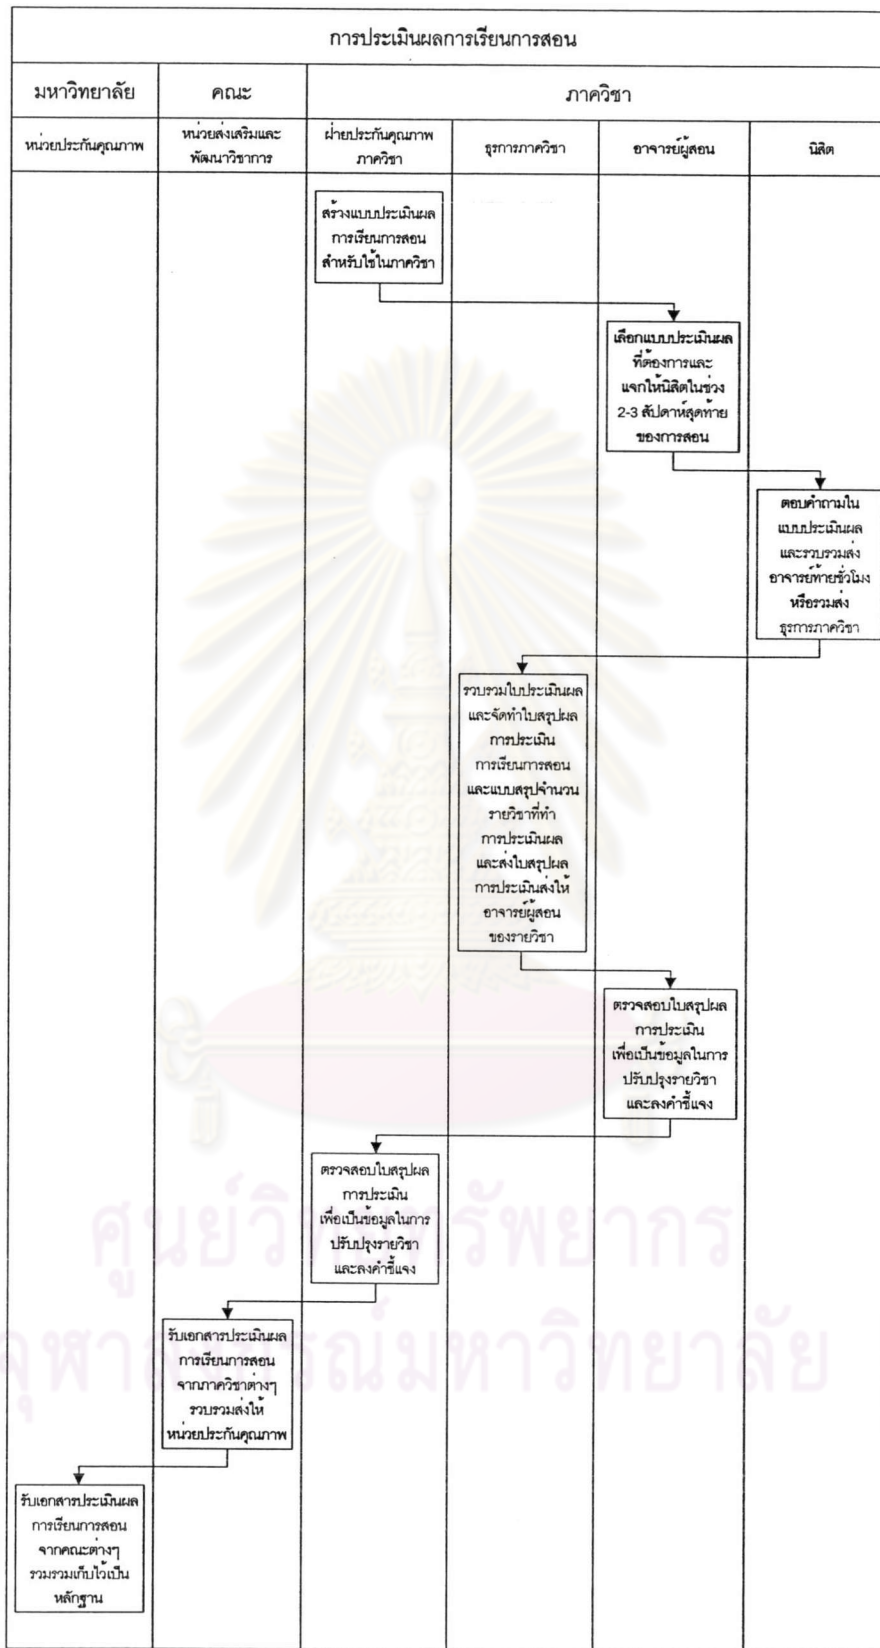 การประเมินผลการเรียนการสอน
มหาวิทยาลัย
คณะ
ภาควิชา
หน่วยประกันคุณภาพ
หน่วยส่งเสริมและ
พัฒนาวิชาการ
ฝ่ายประกันคุณภาพ
ภาควิชา
ธุรการภาควิชา
อาจารย์ผู้สอน
นิสิต
สร้างแบบประเมินผล
การเรียนการสอน
สำหรับใช้ในภาควิชา
เลือกแบบประเมินผล
ที่ต้องการและ
แจกให้นิสิตในช่วง
2-3 สัปดาห์สุดท้าย
ของการสอน
ตอบคำถามใน
แบบประเมินผล
และรวบรวมส่ง
อาจารย์ท้ายชั่วโมง
หรือรวมส่ง
ธุรการภาควิชา
รวบรวมใบประเมินผล
และจัดทำใบสรุปผล
การประเมิน
การเรียนการสอน
และแบบสรุปจำนวน
รายวิชาที่ทำ
การประเมินผล
และส่งใบสรุปผล
การประเมินส่งให้
อาจารย์ผู้สอน
ของรายวิชา
ตรวจสอบใบสรุปผล
การประเมิน
เพื่อเป็นข้อมูลในการ
ปรับปรุงรายวิชา
และลงคำชี้แจง
ตรวจสอบใบสรุปผล
การประเมิน
เพื่อเป็นข้อมูลในการ
ปรับปรุงรายวิชา
และลงคำชี้แจง
รับเอกสารประเมินผล
การเรียนการสอน
จากภาควิชาต่างๆ
รวบรวมส่งให้
หน่วยประกันคุณภาพ
รับเอกสารประเมินผล
การเรียนการสอน
จากคณะต่างๆ
รวมรวมเก็บไว้เป็น
หลักฐาน
ศูนย์วิทยทรัพยากร
จุฬาลงกรณ์มหาวิทยาลัย